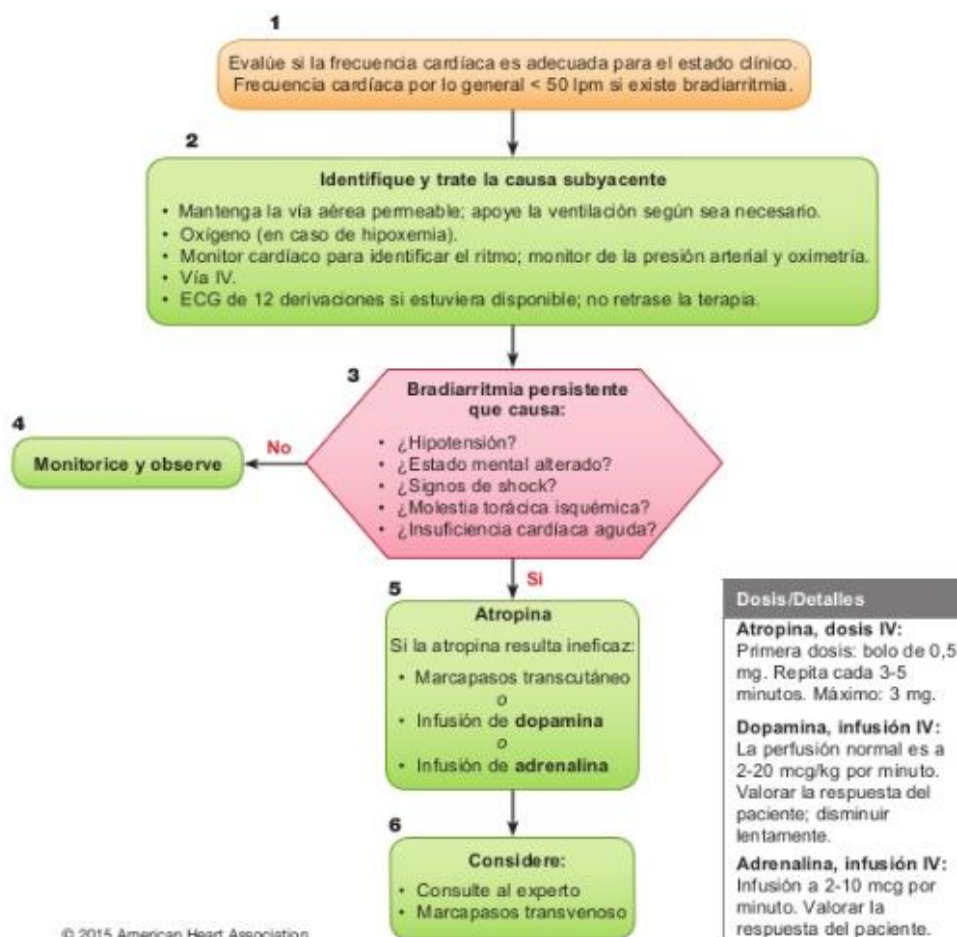 1
Evalúe si la frecuencia cardíaca es adecuada para el estado clínico.
Frecuencia cardíaca por lo general < 50 lpm si existe bradiarritmia.
2
Identifique y trate la causa subyacente
• Mantenga la vía aérea permeable; apoye la ventilación según sea necesario.
• Oxígeno (en caso de hipoxemia).
• Monitor cardíaco para identificar el ritmo; monitor de la presión arterial y oximetría.
• Vía IV.
• ECG de 12 derivaciones si estuviera disponible; no retrase la terapia.
3
Bradiarritmia persistente
que causa:
• ¿Hipotensión?
• ¿Estado mental alterado?
• ¿Signos de shock?
• ¿Molestia torácica isquémica?
• ¿Insuficiencia cardíaca aguda?
No
4
Monitorice y observe
Si
5
Atropina
Si la atropina resulta ineficaz:
• Marcapasos transcutáneo
o
• Infusión de dopamina
o
• Infusión de adrenalina
6
Considere:
• Consulte al experto
• Marcapasos transvenoso
Dosis/Detalles
Atropina, dosis IV:
Primera dosis: bolo de 0,5
mg. Repita cada 3-5
minutos. Máximo: 3 mg.
Dopamina, infusión IV:
La perfusión normal es a
2-20 mcg/kg por minuto.
Valorar la respuesta del
paciente; disminuir
lentamente.
Adrenalina, infusión IV:
Infusión a 2-10 mcg por
minuto. Valorar la
respuesta del paciente.
© 2015 American Heart Association